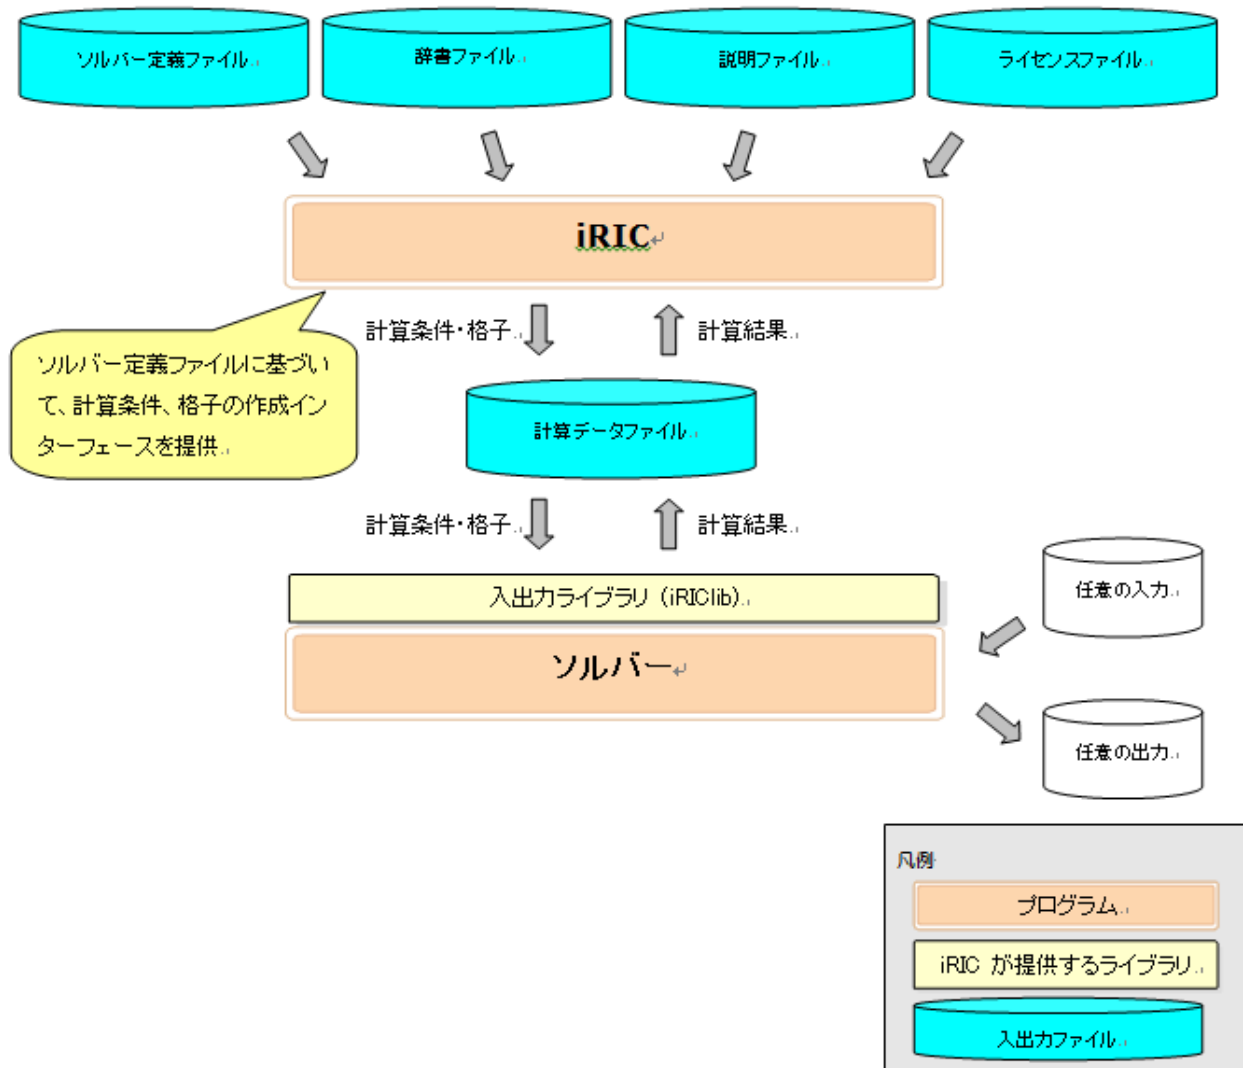 ソルバー定義ファイル
辞書ファイル
説明ファイル
ライセンスファイル
iRIC
計算条件・格子
計算結果
ソルバー定義ファイルに基づい
て、計算条件、格子の作成イン
ターフェースを提供
計算データファイル
計算条件・格子
計算結果
入出力ライブラリ (iRIClib)
ソルバー
任意の入力
任意の出力
凡例
プログラム
iRIC が提供するライブラリ
入出力ファイル